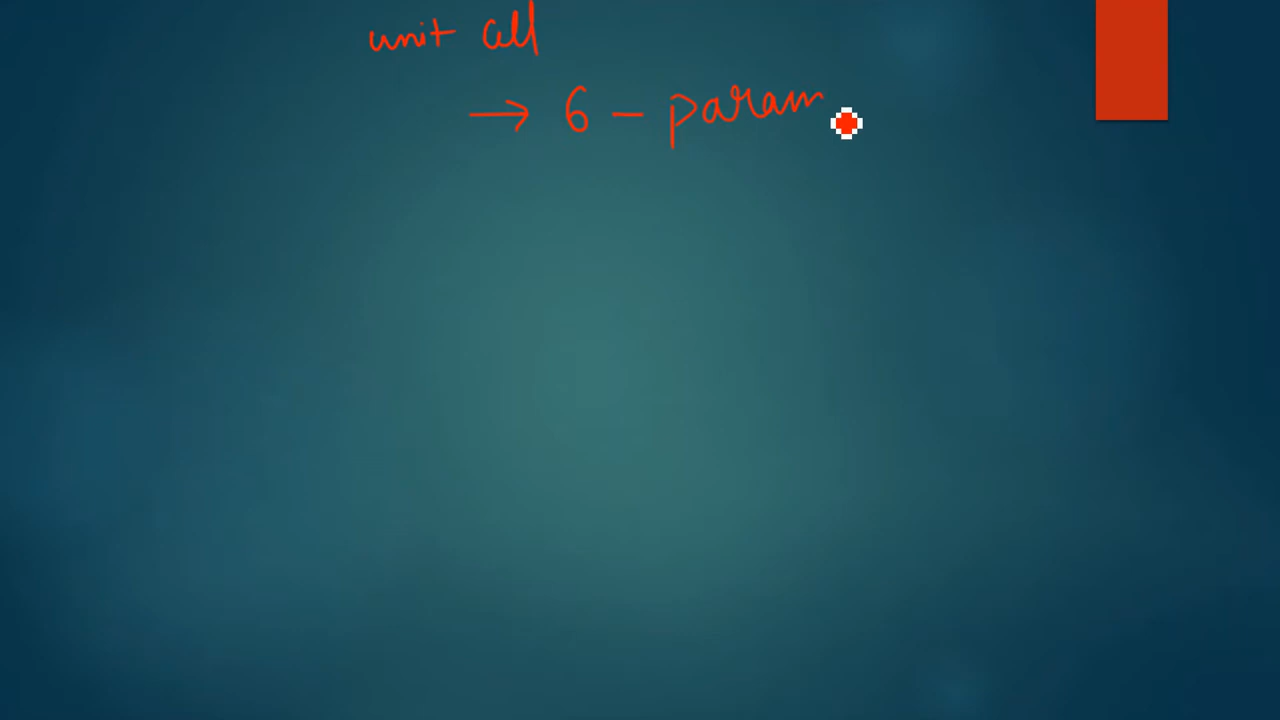 unit cell
→ 6 - param